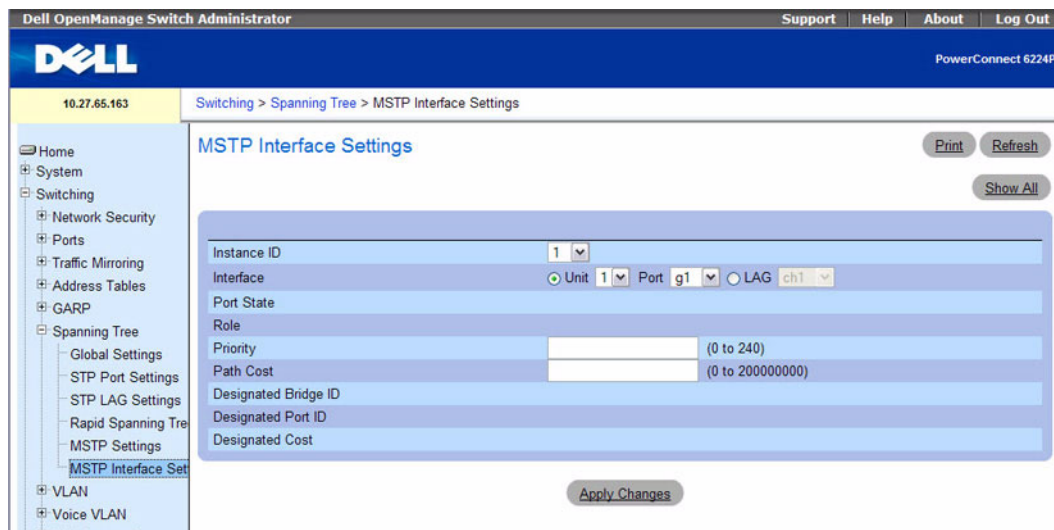 Dell OpenManage Switch Administrator Support Help About Log Out
DELL
PowerConnect 6224P
10.27.65.163
Switching > Spanning Tree > MSTP Interface Settings
Home
System
Switching
Network Security
Ports
Traffic Mirroring
Address Tables
GARP
Spanning Tree
Global Settings
STP Port Settings
STP LAG Settings
Rapid Spanning Tre
MSTP Settings
MSTP Interface Set
VLAN
Voice VLAN
MSTP Interface Settings
Print Refresh
Show All
Instance ID 1
Interface Unit 1 Port g1 LAG ch1
Port State
Role
Priority (0 to 240)
Path Cost (0 to 200000000)
Designated Bridge ID
Designated Port ID
Designated Cost
Apply Changes